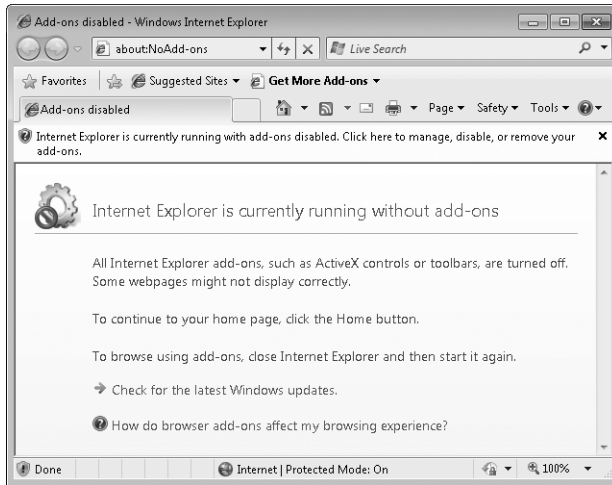 Add-ons disabled - Windows Internet Explorer
about:NoAdd-ons
Live Search
Favorites
Suggested Sites
Get More Add-ons
Add-ons disabled
Page
Safety
Tools
Internet Explorer is currently running with add-ons disabled. Click here to manage, disable, or remove your
add-ons.
Internet Explorer is currently running without add-ons
All Internet Explorer add-ons, such as ActiveX controls or toolbars, are turned off.
Some webpages might not display correctly.
To continue to your home page, click the Home button.
To browse using add-ons, close Internet Explorer and then start it again.
Check for the latest Windows updates.
How do browser add-ons affect my browsing experience?
Done
Internet | Protected Mode: On
100%